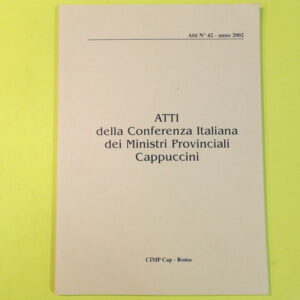 Atti N° 42 - anno 2002
ATTI
della Conferenza Italiana
dei Ministri Provinciali
Cappuccini
CIMP Cap - Roma